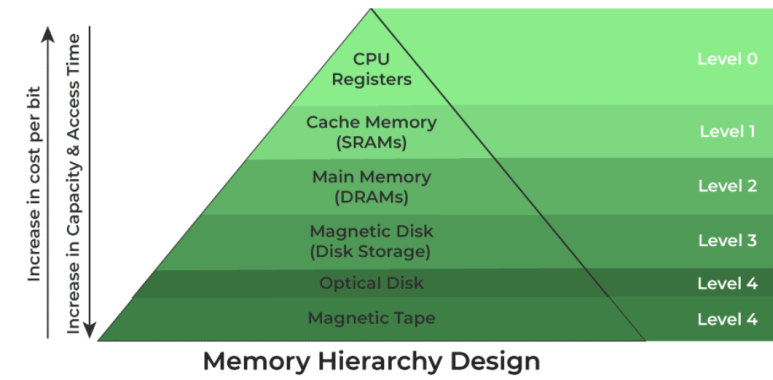 Increase in cost per bit
Increase in Capacity & Access Time
CPU
Registers
Level 0
Cache Memory
(SRAMs)
Level 1
Main Memory
(DRAMs)
Level 2
Magnetic Disk
(Disk Storage)
Level 3
Optical Disk
Level 4
Magnetic Tape
Level 4
Memory Hierarchy Design